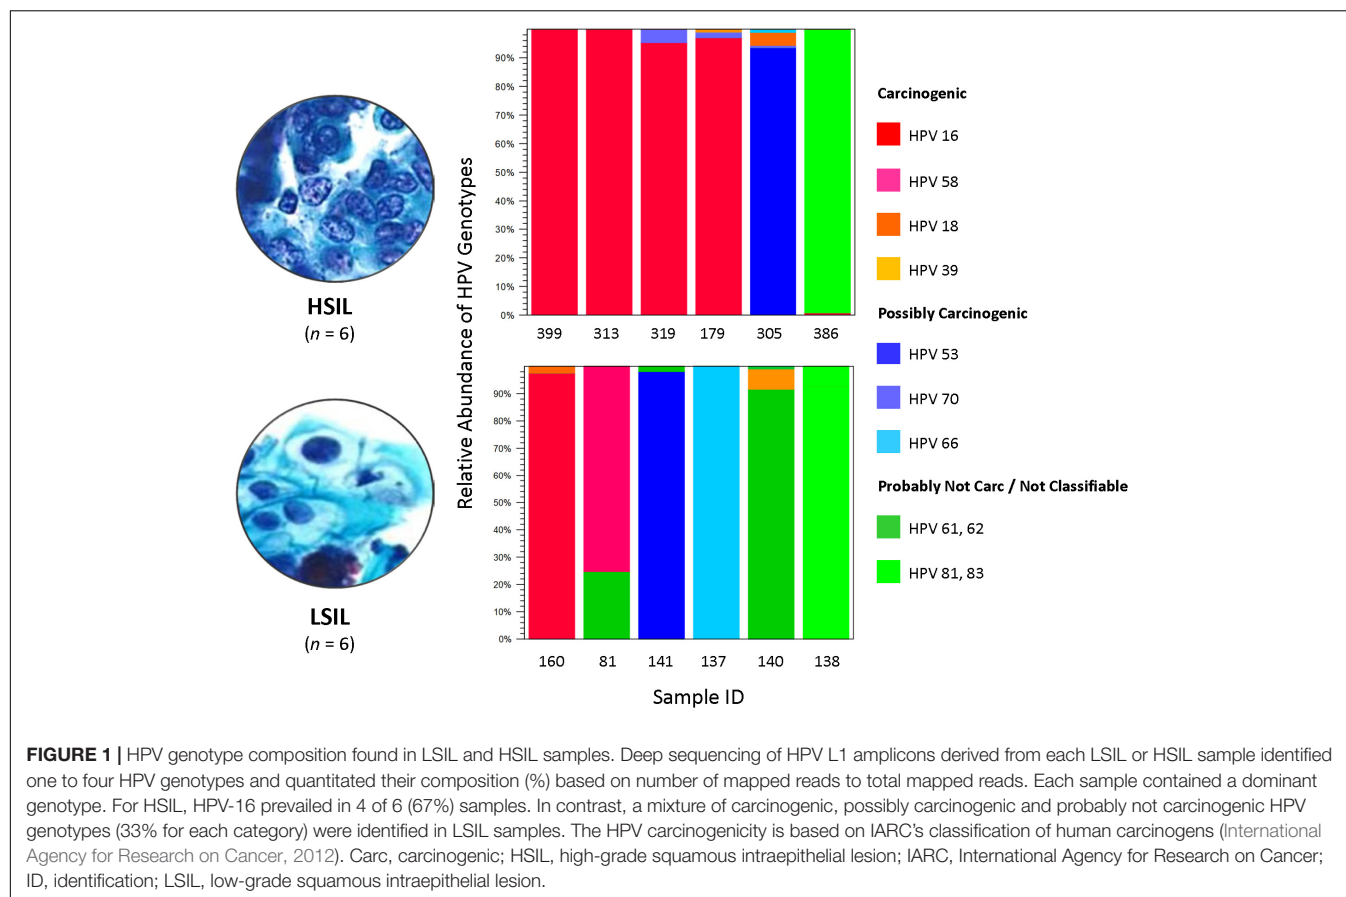 90%
80%
70%
60%
50%
40%
30%
20%
10%
0%
399 313 319 179 305 386
HSIL
(n = 6)
Relative Abundance of HPV Genotypes
90%
80%
70%
60%
50%
40%
30%
20%
10%
0%
160 81 141 137 140 138
LSIL
(n = 6)
Sample ID
Carcinogenic
HPV 16
HPV 58
HPV 18
HPV 39
Possibly Carcinogenic
HPV 53
HPV 70
HPV 66
Probably Not Carc / Not Classifiable
HPV 61, 62
HPV 81, 83
FIGURE 1 | HPV genotype composition found in LSIL and HSIL samples. Deep sequencing of HPV L1 amplicons derived from each LSIL or HSIL sample identified
one to four HPV genotypes and quantitated their composition (%) based on number of mapped reads to total mapped reads. Each sample contained a dominant
genotype. For HSIL, HPV-16 prevailed in 4 of 6 (67%) samples. In contrast, a mixture of carcinogenic, possibly carcinogenic and probably not carcinogenic HPV
genotypes (33% for each category) were identified in LSIL samples. The HPV carcinogenicity is based on IARC's classification of human carcinogens (International
Agency for Research on Cancer, 2012). Carc, carcinogenic; HSIL, high-grade squamous intraepithelial lesion; IARC, International Agency for Research on Cancer;
ID, identification; LSIL, low-grade squamous intraepithelial lesion.